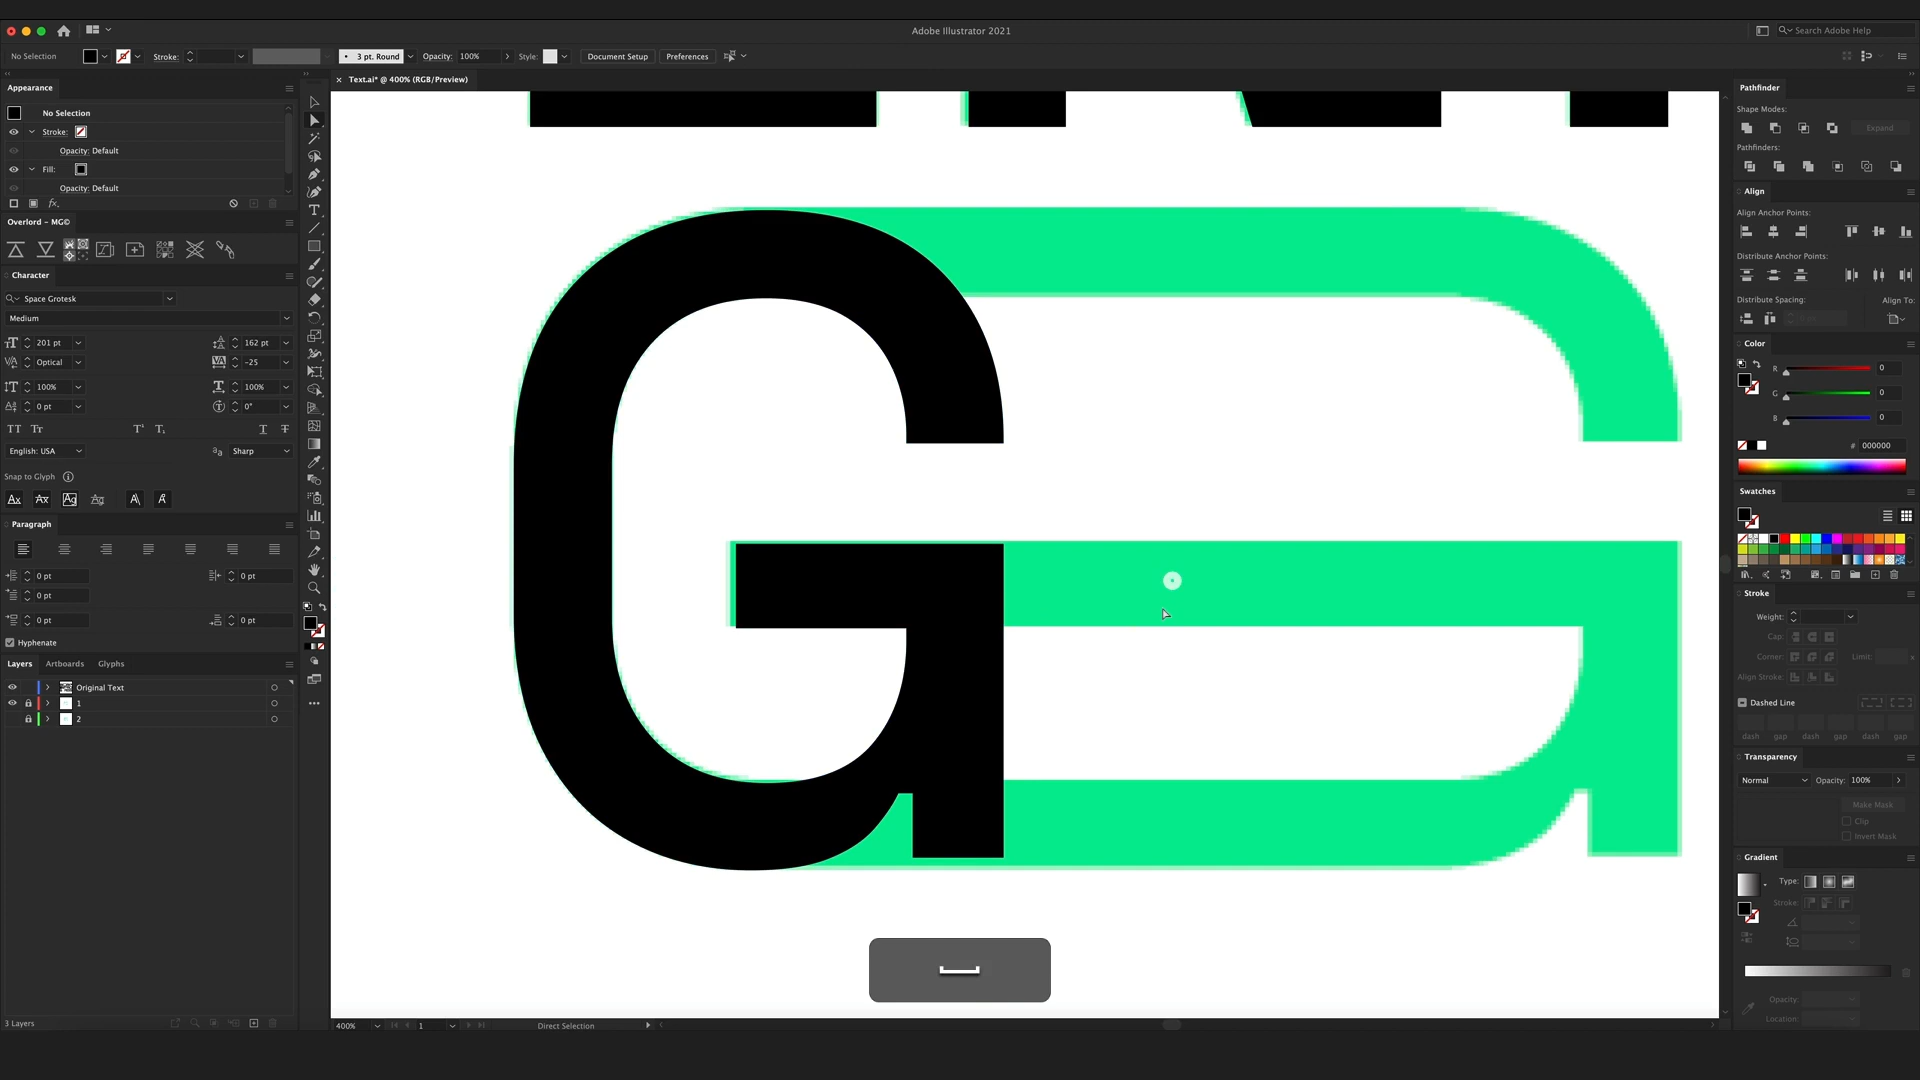 Adobe Illustrator 2021
Search Adobe Help
No Selection
Stroke:
3 pt. Round
Opacity: 100%
Style:
Document Setup
Preferences
Text.ai* @ 400% (RGB/Preview)
Appearance
No Selection
Stroke:
Opacity: Default
Fill:
Opacity: Default
fx.
Overlord – MG©
Character
Space Grotesk
Medium
201 pt
162 pt
Optical
-25
100%
100%
0 pt
0°
English: USA
Sharp
Snap to Glyph
Paragraph
0 pt
0 pt
0 pt
0 pt
0 pt
Hyphenate
Layers
Artboards
Glyphs
Original Text
1
2
3 Layers
G
400%
1
Direct Selection
Pathfinder
Shape Modes:
Expand
Pathfinders:
Align
Align Anchor Points:
Distribute Anchor Points:
Distribute Spacing:
Align To:
Color
R
0
G
0
B
0
# 000000
Swatches
Stroke
Weight:
Cap:
Corner:
Limit:
Align Stroke:
Dashed Line
dash
gap
dash
gap
dash
gap
Transparency
Normal
Opacity: 100%
Make Mask
Clip
Invert Mask
Gradient
Type:
Stroke:
Opacity:
Location: